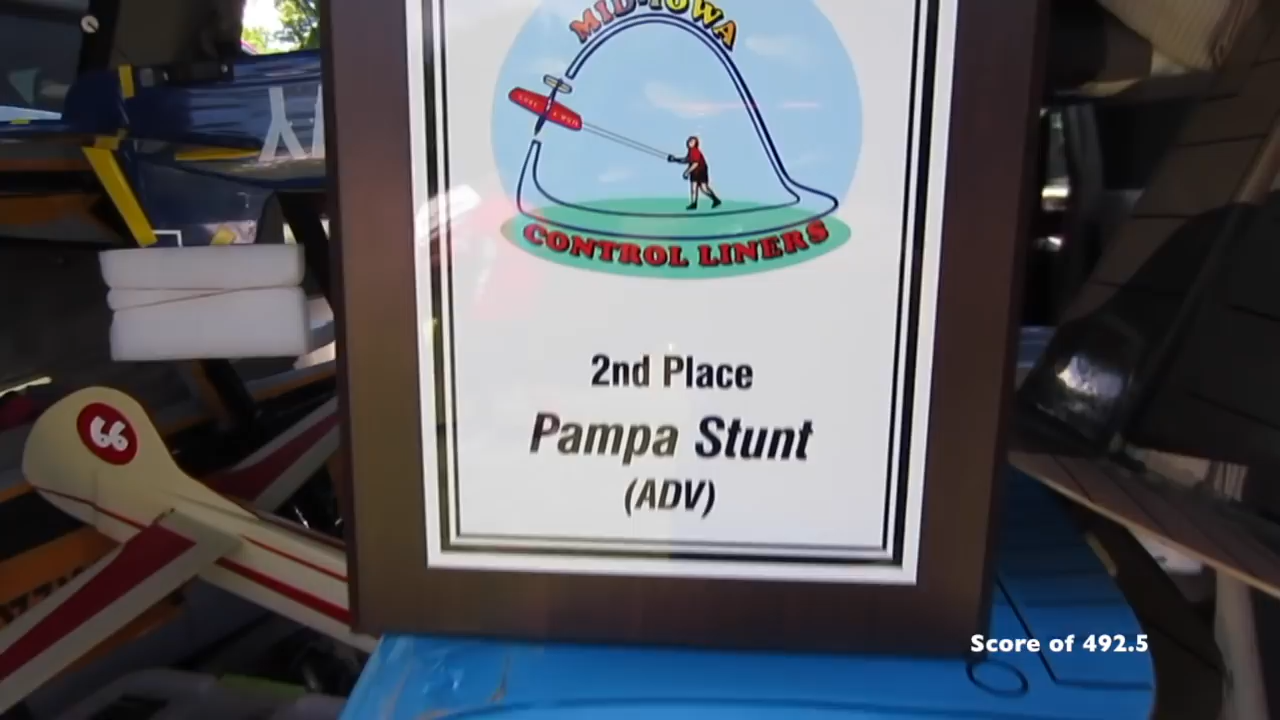 MID-IOWA
CONTROL LINERS
2nd Place
Pampa Stunt
(ADV)
66
Score of 492.5